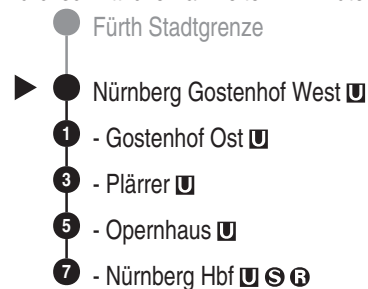 Fürth Stadtgrenze
Nürnberg Gostenhof West U
1 - Gostenhof Ost U
3 - Plärrer U
5 - Opernhaus U
7 - Nürnberg Hbf U S R